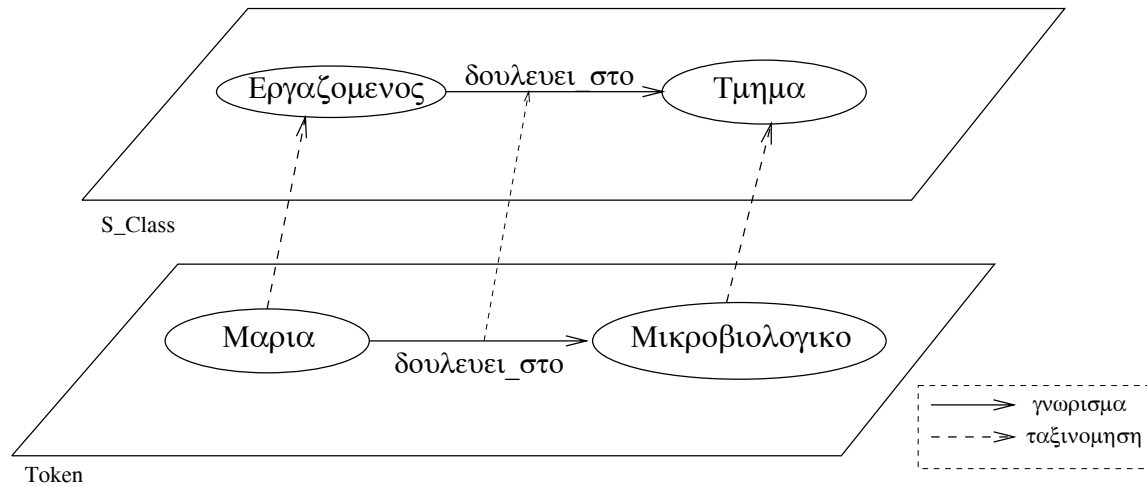 δουλευει_στο
Εργαζομενος
Τμημα
S_Class
Μαρια
Μικροβιολογικο
δουλευει_στο
γνωρισμα
ταξινομηση
Token